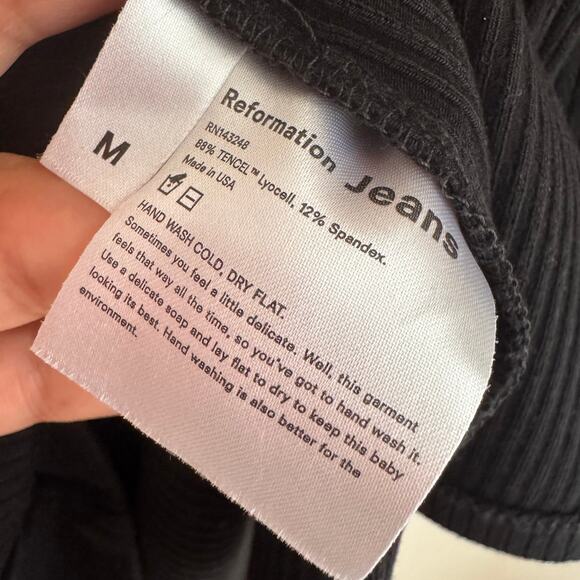 M
Reformation Jeans
RN143248
88% TENCEL™ Lyocell, 12% Spandex.
Made in USA
HAND WASH COLD, DRY FLAT.
Sometimes you feel a little delicate. Well, this garment
feels that way all the time, so you've got to hand wash it.
Use a delicate soap and lay flat to dry to keep this baby
looking its best. Hand washing is also better for the
environment.